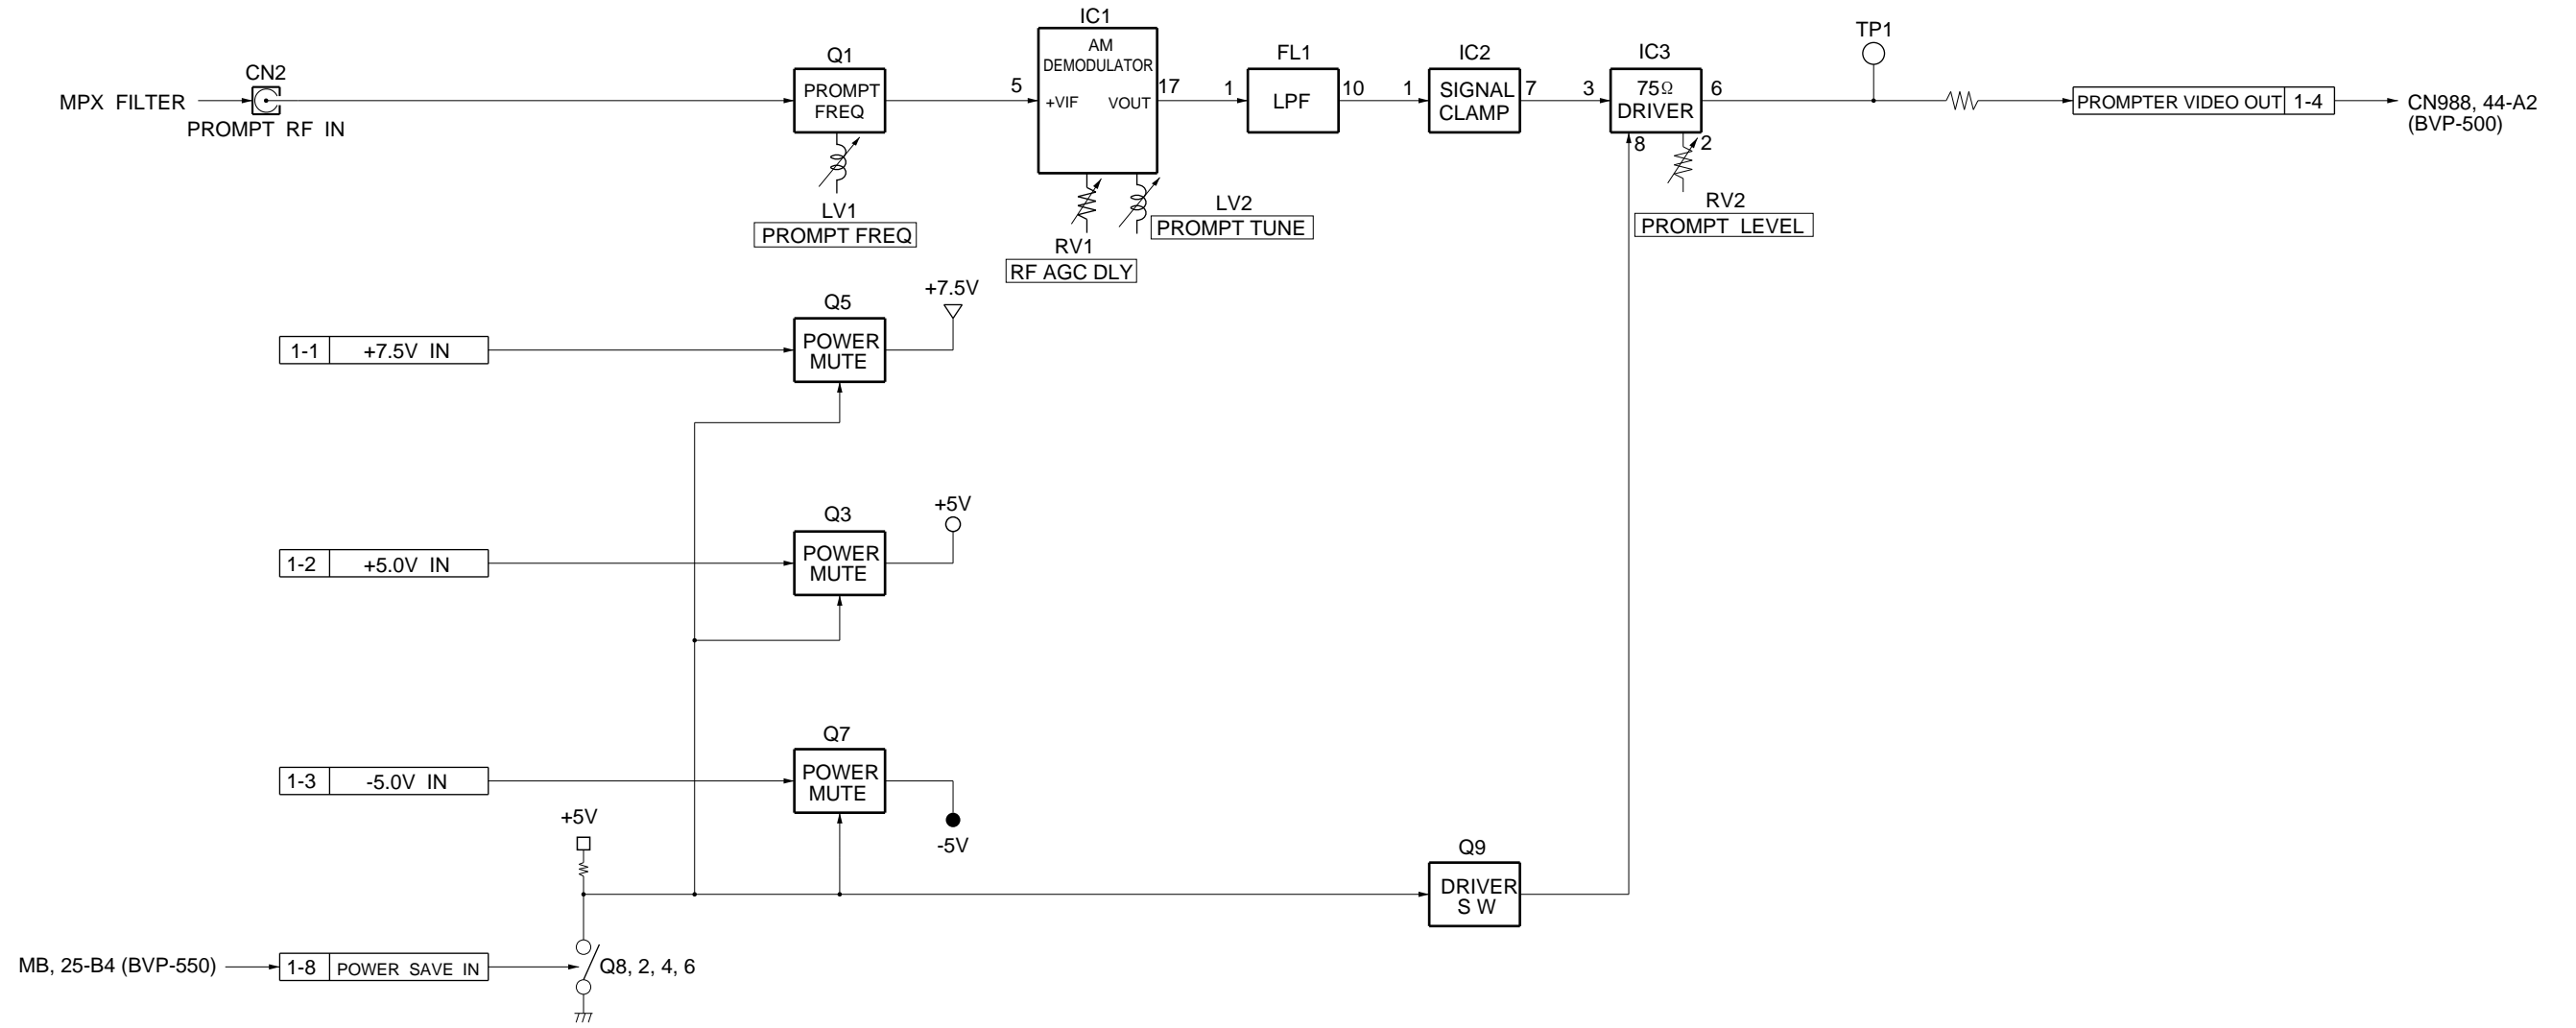 MPX FILTER
CN2
PROMPT RF IN
Q1
PROMPT
FREQ
LV1
PROMPT FREQ
IC1
AM
DEMODULATOR
5
+VIF
VOUT
17
RV1
RF AGC DLY
LV2
PROMPT TUNE
FL1
1
LPF
10
IC2
1
SIGNAL
CLAMP
7
IC3
3
75Ω
DRIVER
6
8
2
RV2
PROMPT LEVEL
TP1
PROMPTER VIDEO OUT
1-4
CN988, 44-A2
(BVP-500)
1-1
+7.5V IN
Q5
POWER
MUTE
+7.5V
1-2
+5.0V IN
Q3
POWER
MUTE
+5V
1-3
-5.0V IN
Q7
POWER
MUTE
-5V
+5V
Q9
DRIVER
S W
MB, 25-B4 (BVP-550)
1-8
POWER SAVE IN
Q8, 2, 4, 6